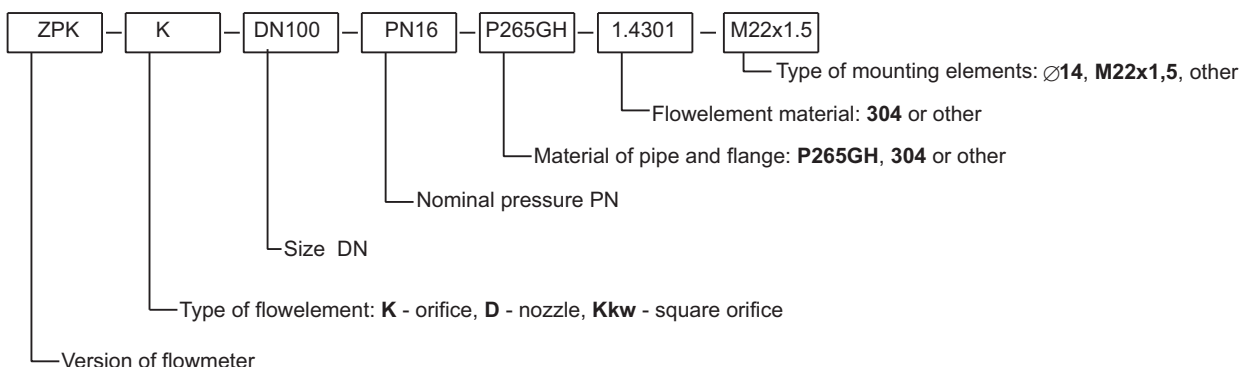 ZPK – K – DN100 – PN16 – P265GH – 1.4301 – M22x1.5
Type of mounting elements: ∅14, M22x1,5, other
Flowelement material: 304 or other
Material of pipe and flange: P265GH, 304 or other
Nominal pressure PN
Size DN
Type of flowelement: K - orifice, D - nozzle, Kkw - square orifice
Version of flowmeter